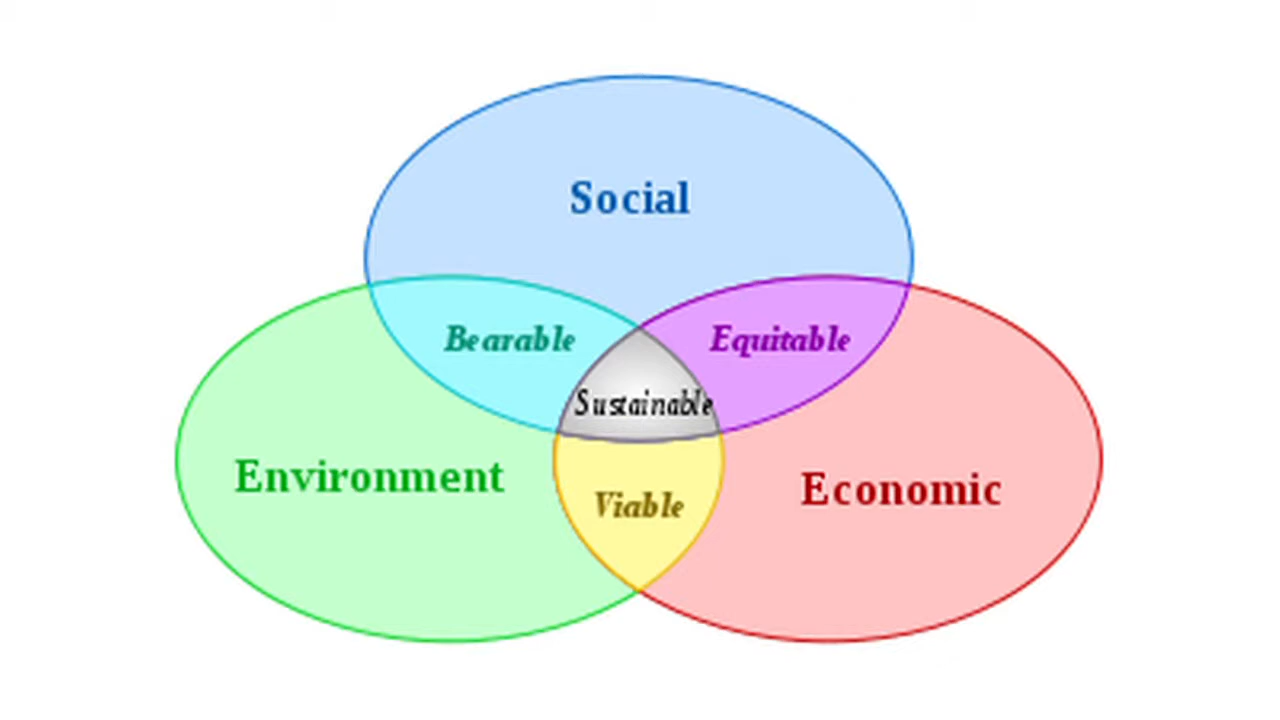 Social
Bearable
Equitable
Sustainable
Environment
Economic
Viable